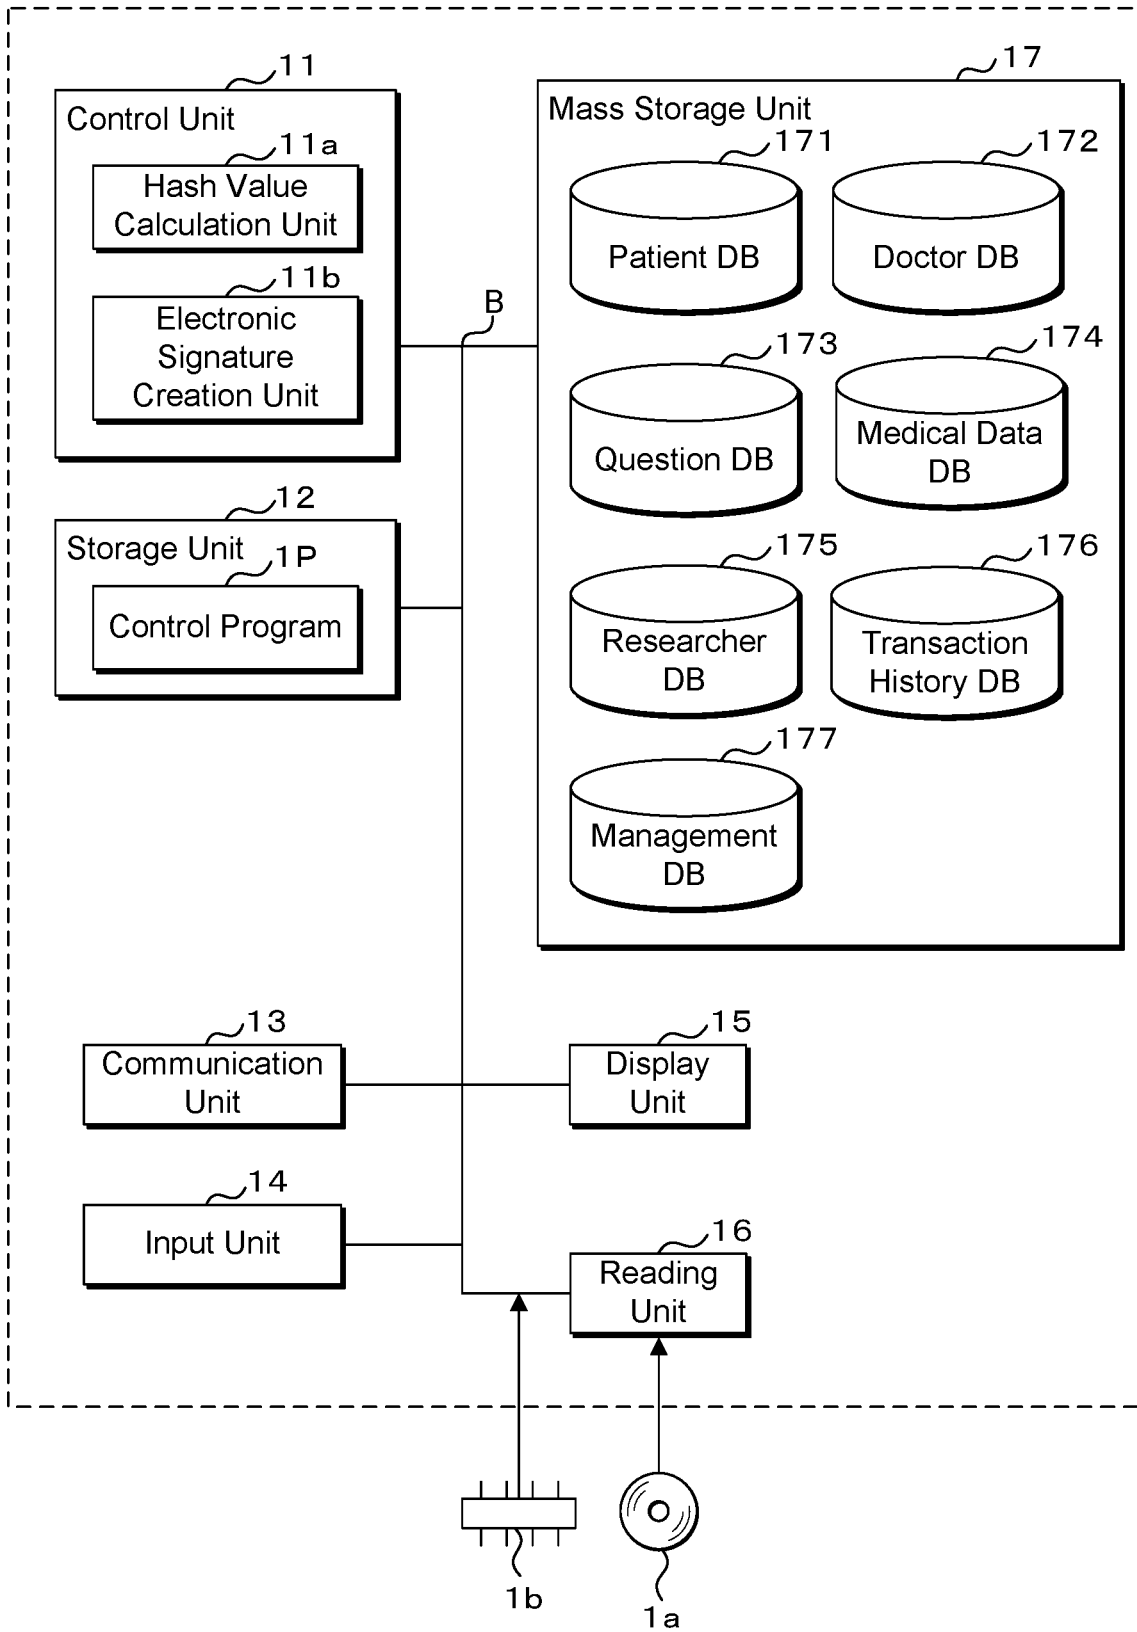 11
Control Unit
11a
Hash Value
Calculation Unit
11b
Electronic
Signature
Creation Unit
12
Storage Unit
1P
Control Program
B
17
Mass Storage Unit
171
Patient DB
172
Doctor DB
173
Question DB
174
Medical Data
DB
175
Researcher
DB
176
Transaction
History DB
177
Management
DB
13
Communication
Unit
15
Display
Unit
14
Input Unit
16
Reading
Unit
1b
1a